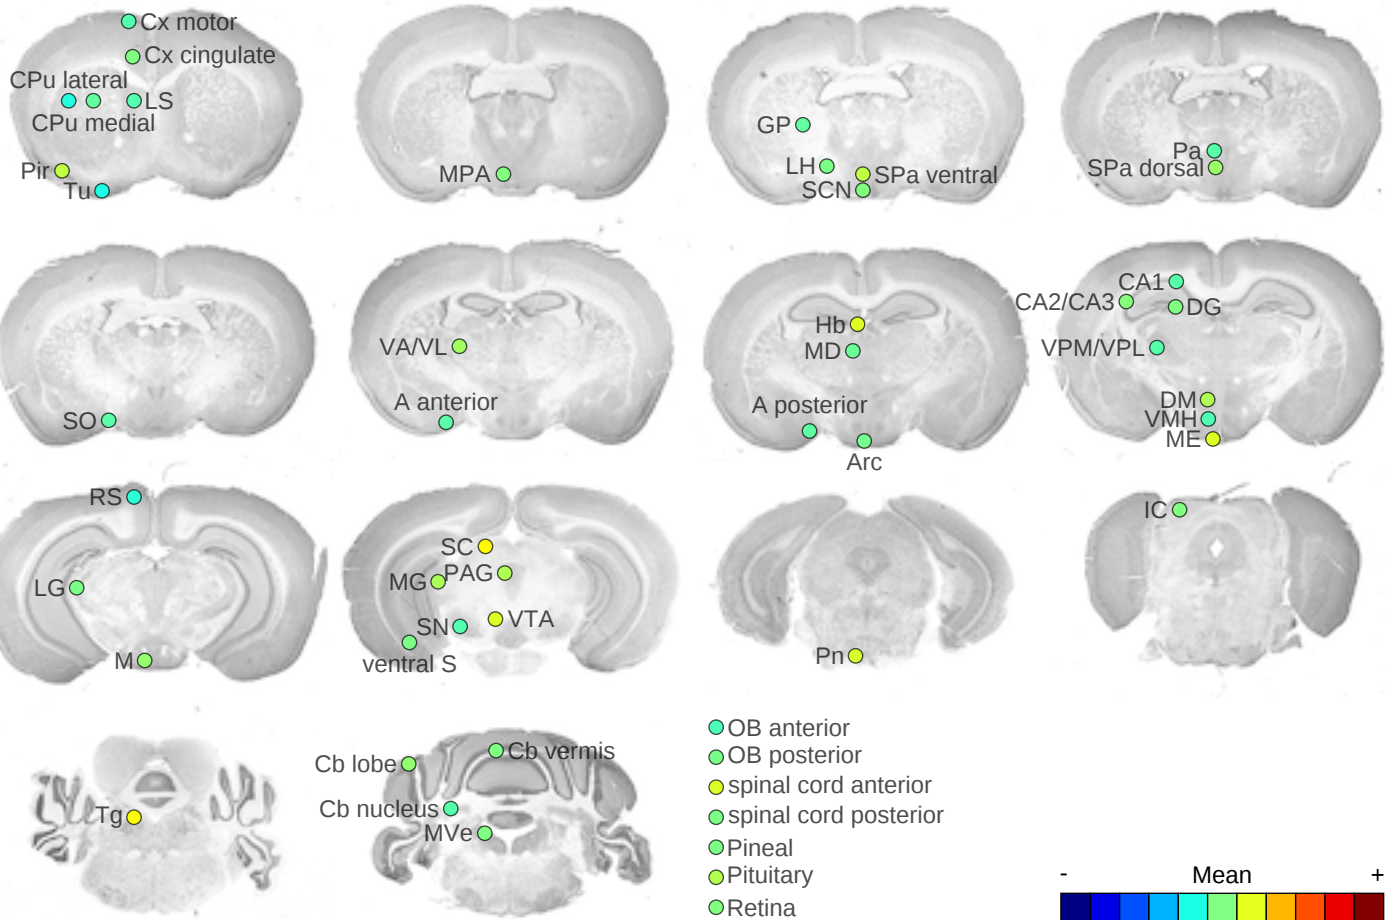 Cx motor
Cx cingulate
CPu lateral
LS
CPu medial
Pir
Tu
MPA
GP
LH
SPa ventral
SCN
Pa
SPa dorsal
SO
VA/VL
A anterior
Hb
MD
A posterior
Arc
CA1
CA2/CA3
DG
VPM/VPL
DM
VMH
ME
RS
LG
M
SC
MG
PAG
SN
VTA
ventral S
Pn
IC
Tg
Cb lobe
Cb vermis
Cb nucleus
MVe
OB anterior
OB posterior
spinal cord anterior
spinal cord posterior
Pineal
Pituitary
Retina
- Mean +